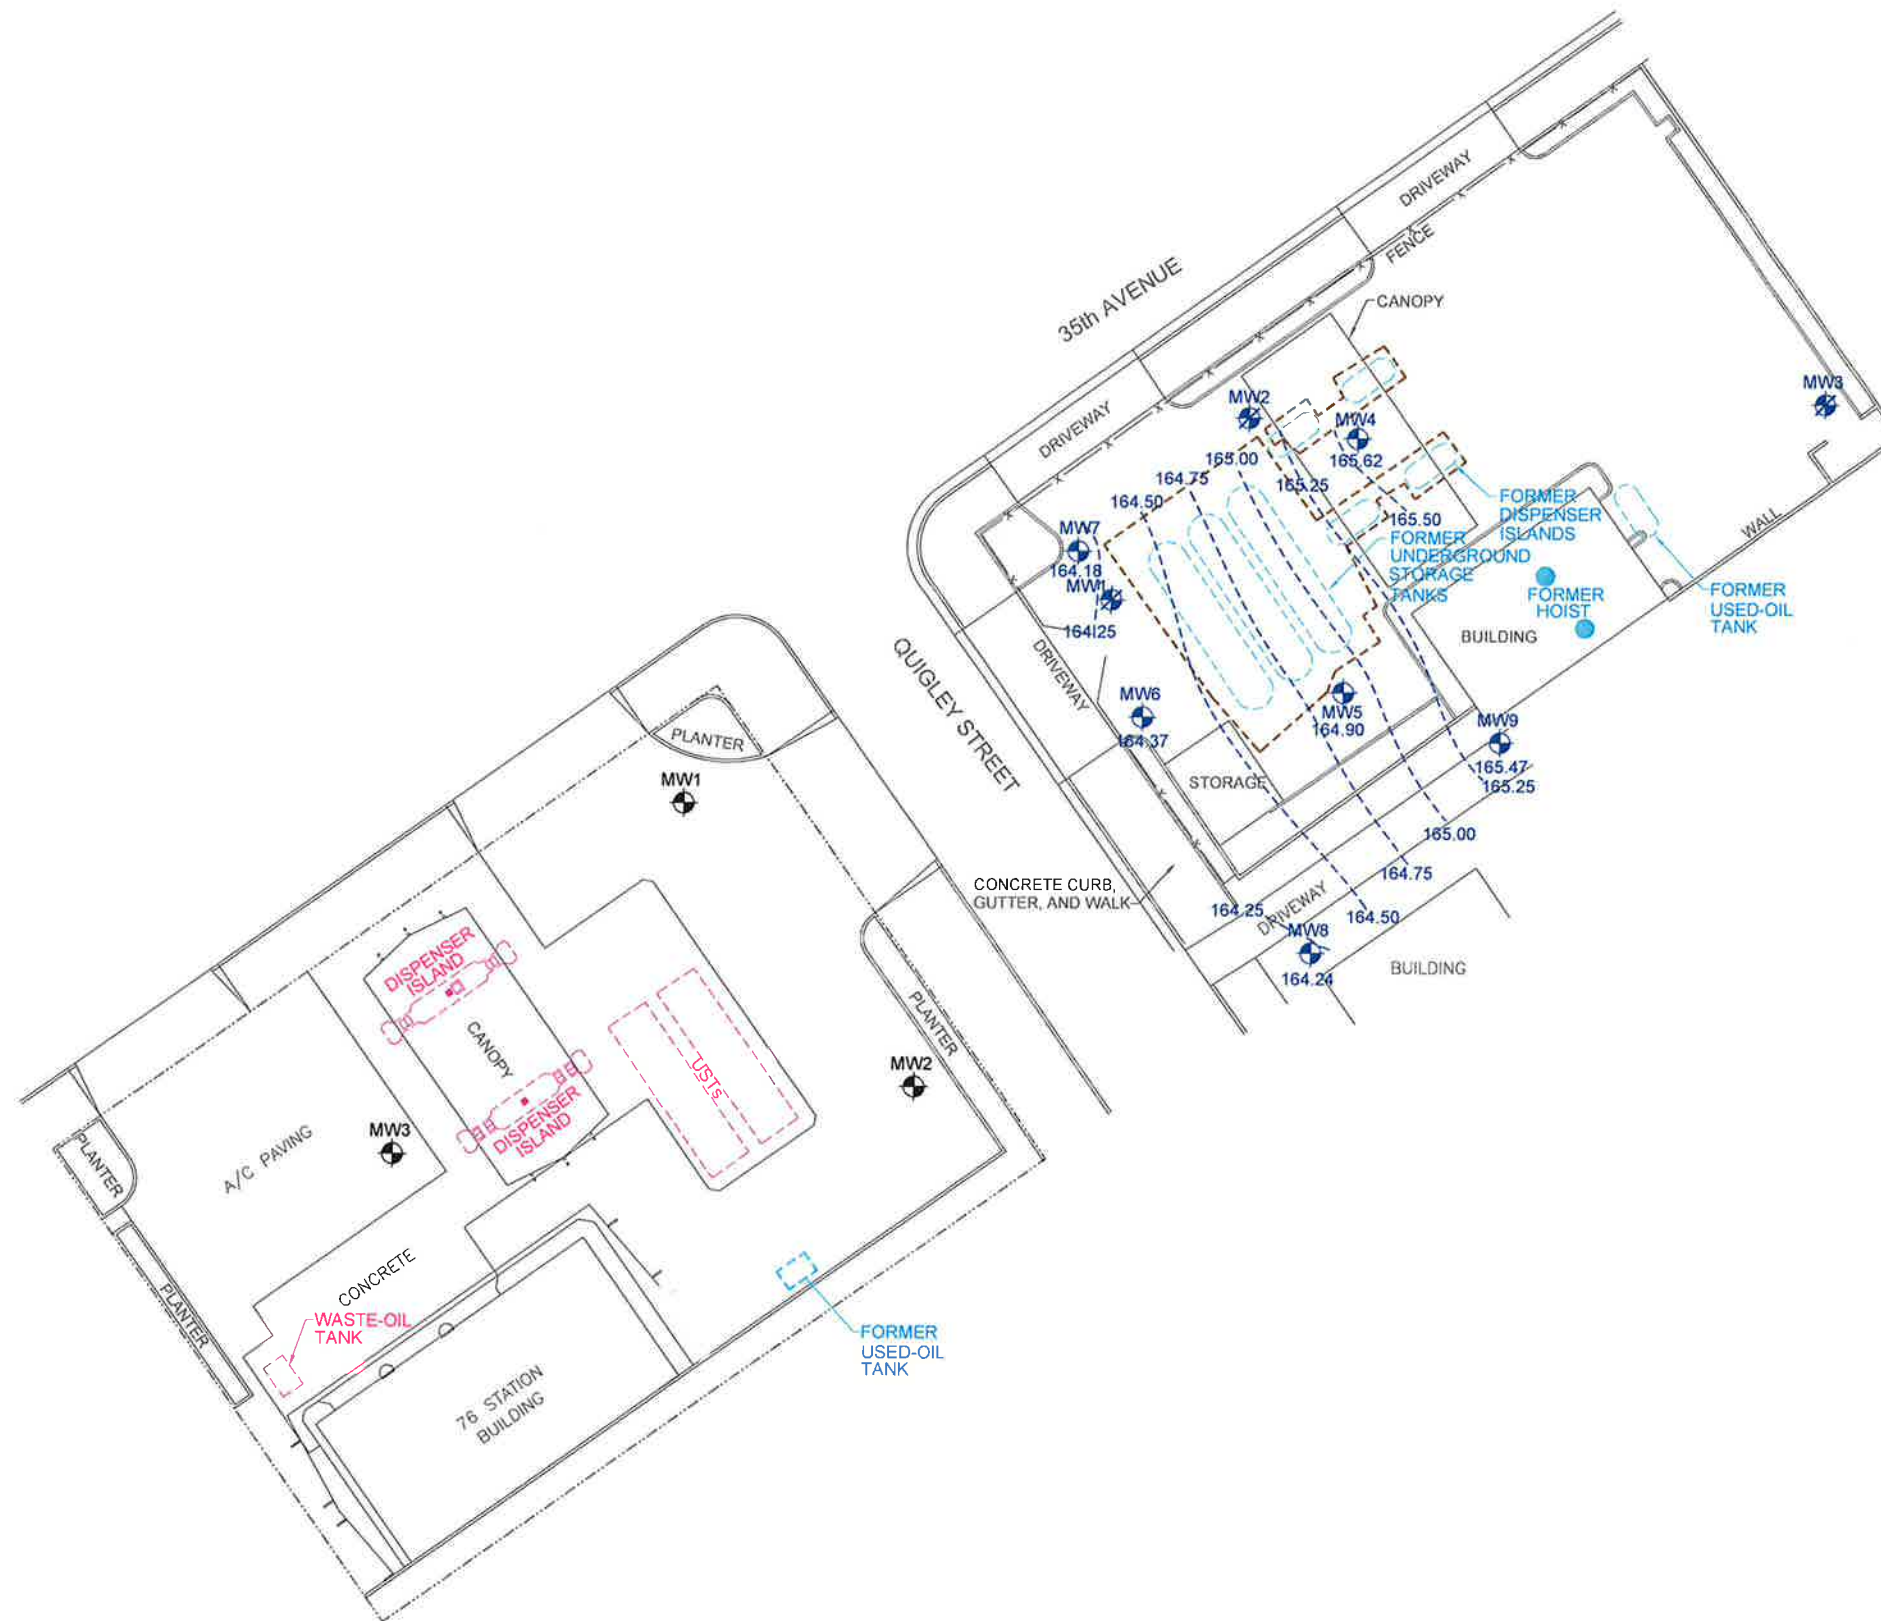 35th AVENUE
DRIVEWAY
FENCE
CANOPY
MW3
MW2
MW4
165.62
DRIVEWAY
165.00
164.75
164.50
165.25
165.50
FORMER
DISPENSER
ISLANDS
FORMER
UNDERGROUND
STORAGE
TANKS
WALL
MW7
164.18
MW1
164.25
FORMER
HOIST
FORMER
USED-OIL
TANK
BUILDING
QUIGLEY STREET
DRIVEWAY
MW6
164.37
MW5
164.90
MW9
165.47
165.25
STORAGE
165.00
164.75
164.50
164.25
DRIVEWAY
MW8
164.24
BUILDING
CONCRETE CURB,
GUTTER, AND WALK
PLANTER
MW1
DISPENSER
ISLAND
CANOPY
USTs
PLANTER
MW2
DISPENSER
ISLAND
MW3
A/C PAVING
PLANTER
PLANTER
CONCRETE
WASTE-OIL
TANK
FORMER
USED-OIL
TANK
76 STATION
BUILDING